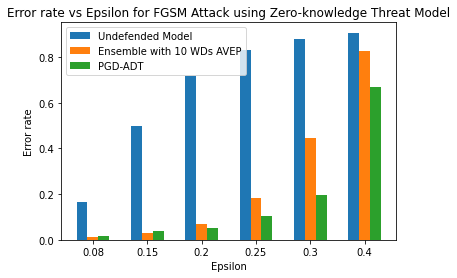 Error rate vs Epsilon for FGSM Attack using Zero-knowledge Threat Model
Undefended Model
Ensemble with 10 WDs AVEP
PGD-ADT
Error rate
0.8
0.6
0.4
0.2
0.0
0.08 0.15 0.2 0.25 0.3 0.4
Epsilon